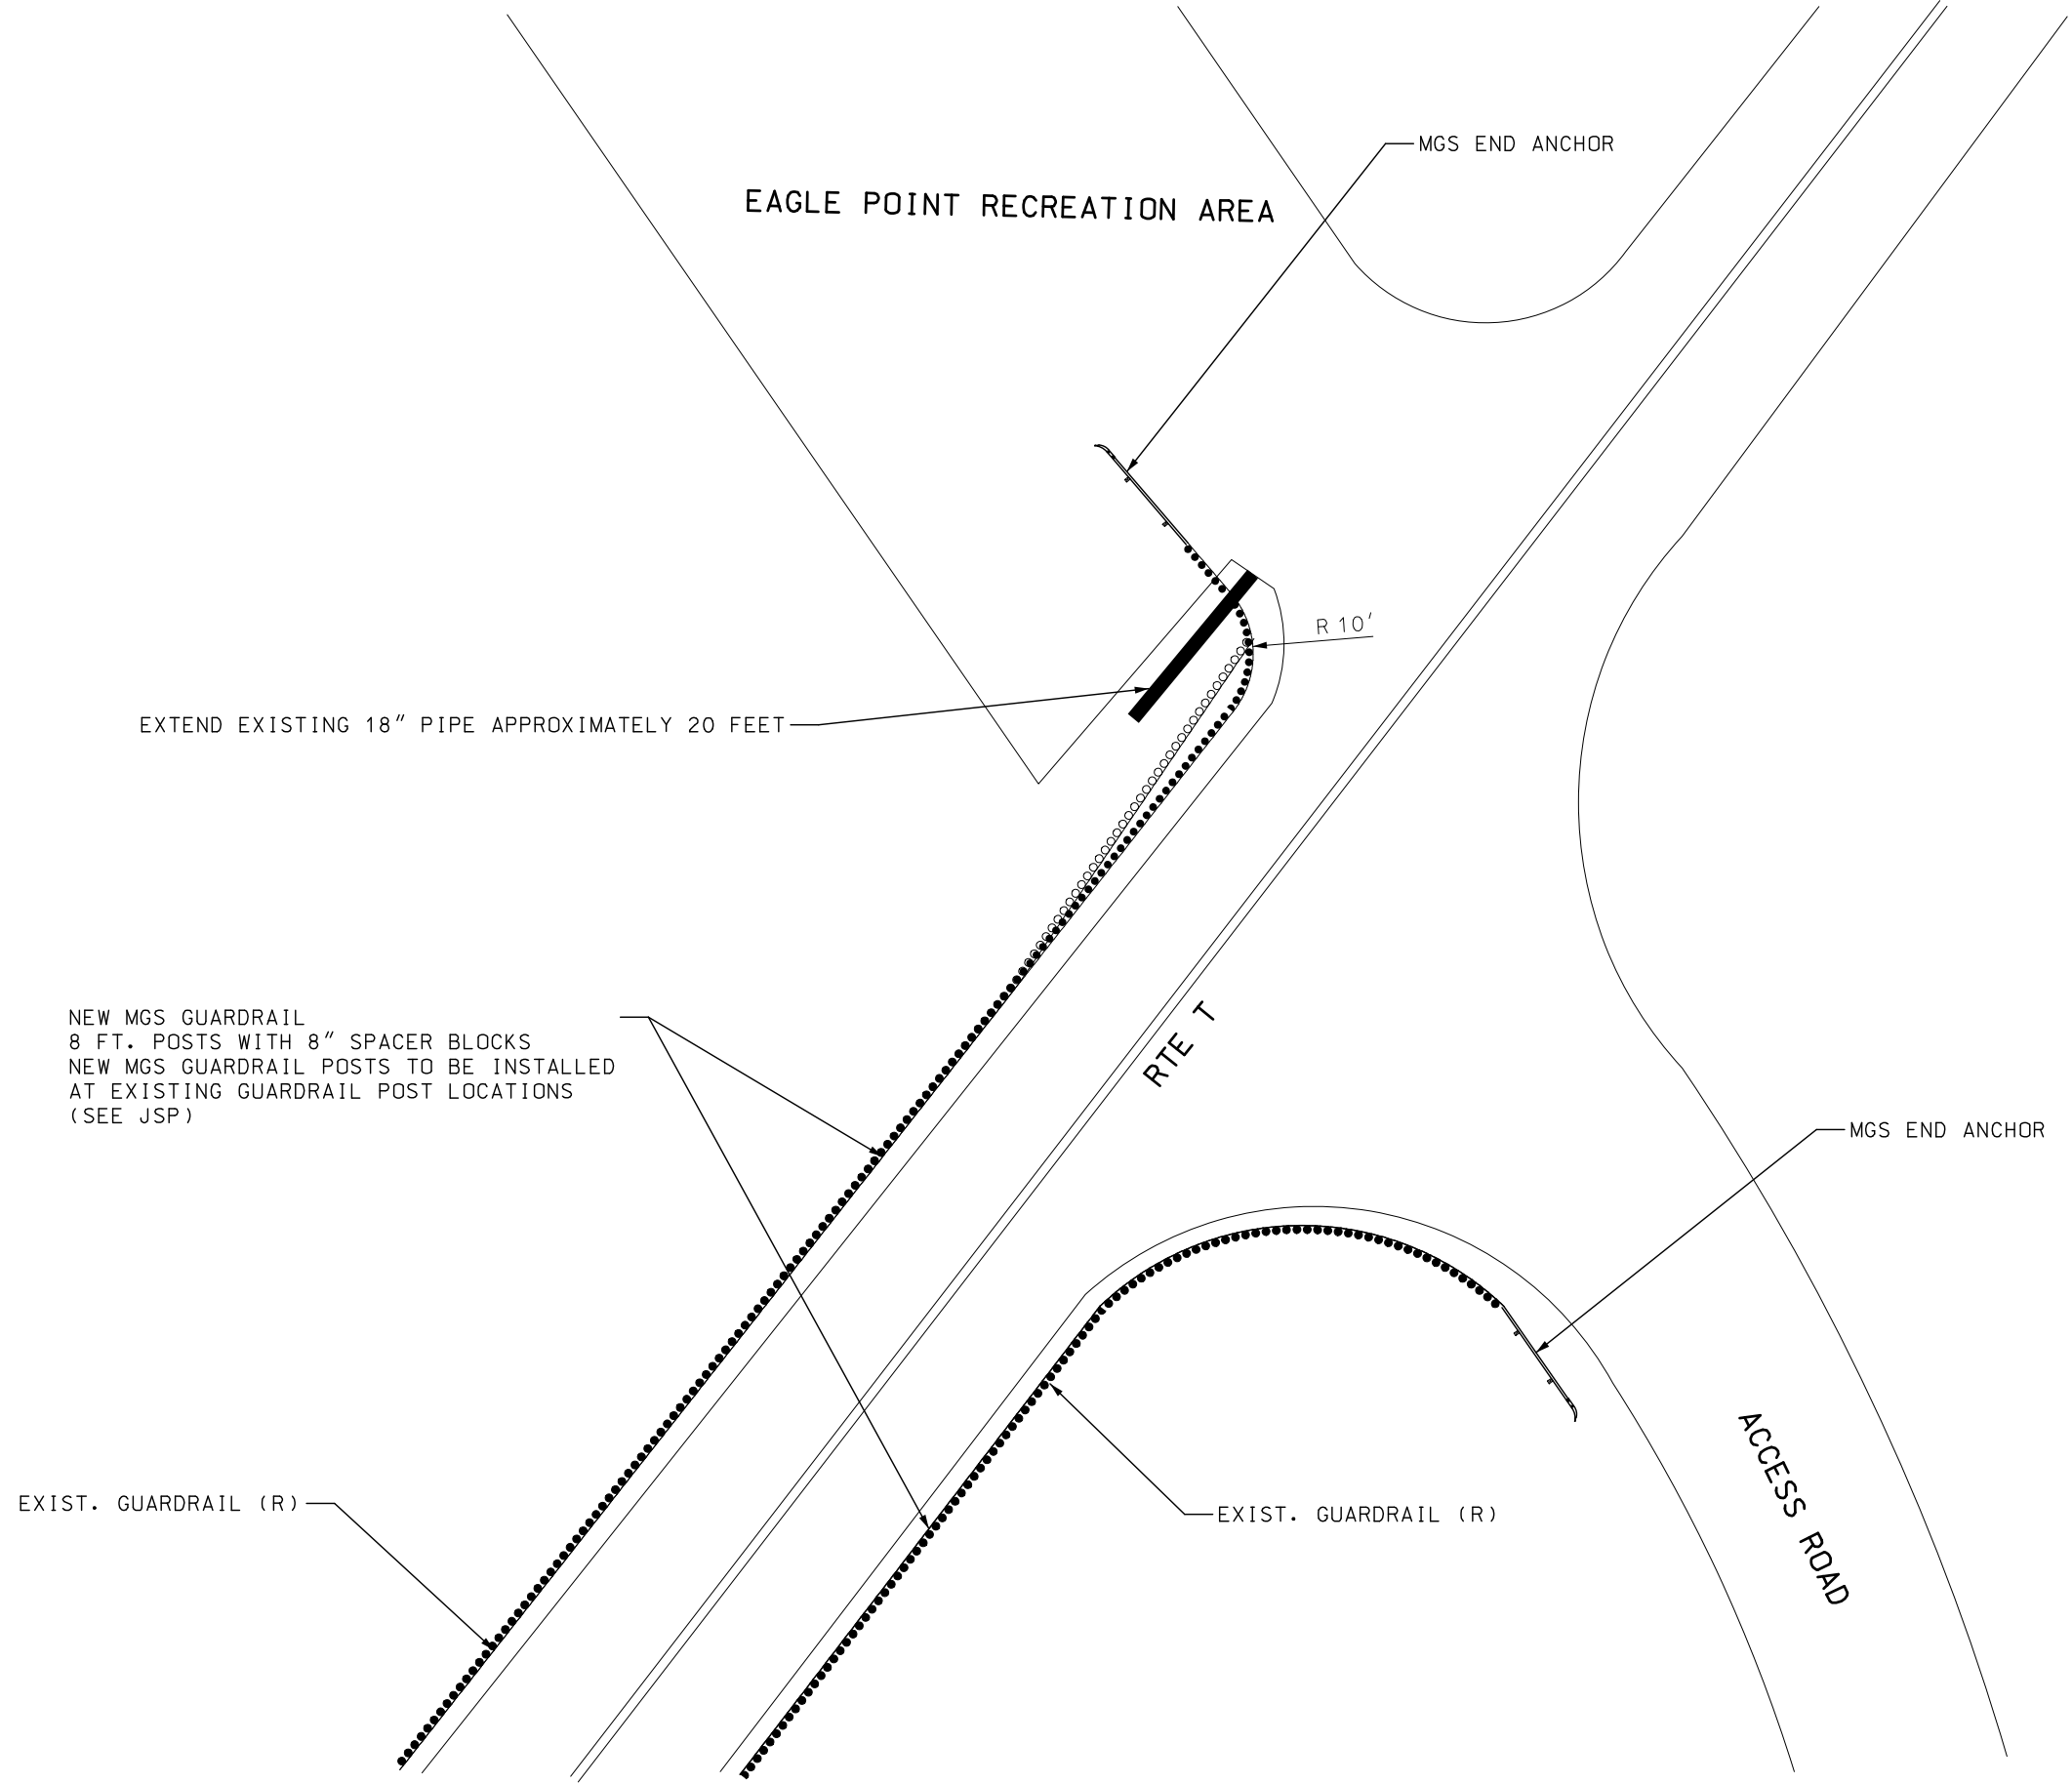 MGS END ANCHOR
EAGLE POINT RECREATION AREA
R 10'
EXTEND EXISTING 18" PIPE APPROXIMATELY 20 FEET
NEW MGS GUARDRAIL
8 FT. POSTS WITH 8" SPACER BLOCKS
NEW MGS GUARDRAIL POSTS TO BE INSTALLED
AT EXISTING GUARDRAIL POST LOCATIONS
(SEE JSP)
RTE T
MGS END ANCHOR
EXIST. GUARDRAIL (R)
EXIST. GUARDRAIL (R)
ACCESS ROAD